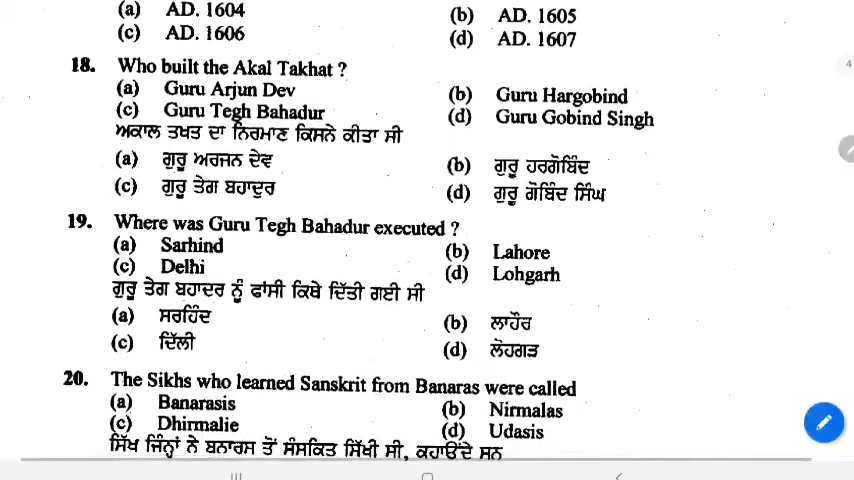 (a) AD. 1604 (b) AD. 1605
(c) AD. 1606 (d) AD. 1607
18. Who built the Akal Takhat ?
(a) Guru Arjun Dev (b) Guru Hargobind
(c) Guru Tegh Bahadur (d) Guru Gobind Singh
ਅਕਾਲ ਤਖਤ ਦਾ ਨਿਰਮਾਣ ਕਿਸਨੇ ਕੀਤਾ ਸੀ
(a) ਗੁਰੂ ਅਰਜਨ ਦੇਵ (b) ਗੁਰੂ ਹਰਗੋਬਿੰਦ
(c) ਗੁਰੂ ਤੇਗ ਬਹਾਦੁਰ (d) ਗੁਰੂ ਗੋਬਿੰਦ ਸਿੰਘ
19. Where was Guru Tegh Bahadur executed ?
(a) Sarhind (b) Lahore
(c) Delhi (d) Lohgarh
ਗੁਰੂ ਤੇਗ ਬਹਾਦਰ ਨੂੰ ਫਾਂਸੀ ਕਿਥੇ ਦਿੱਤੀ ਗਈ ਸੀ
(a) ਸਰਹਿੰਦ (b) ਲਾਹੌਰ
(c) ਦਿੱਲੀ (d) ਲੋਹਗੜ
20. The Sikhs who learned Sanskrit from Banaras were called
(a) Banarasis (b) Nirmalas
(c) Dhirmalie (d) Udasis
ਸਿੱਖ ਜਿੰਨ੍ਹਾਂ ਨੇ ਬਨਾਰਸ ਤੋਂ ਸੰਸਕਿਤ ਸਿੱਖੀ ਸੀ, ਕਹਾਉਂਦੇ ਸਨ
4